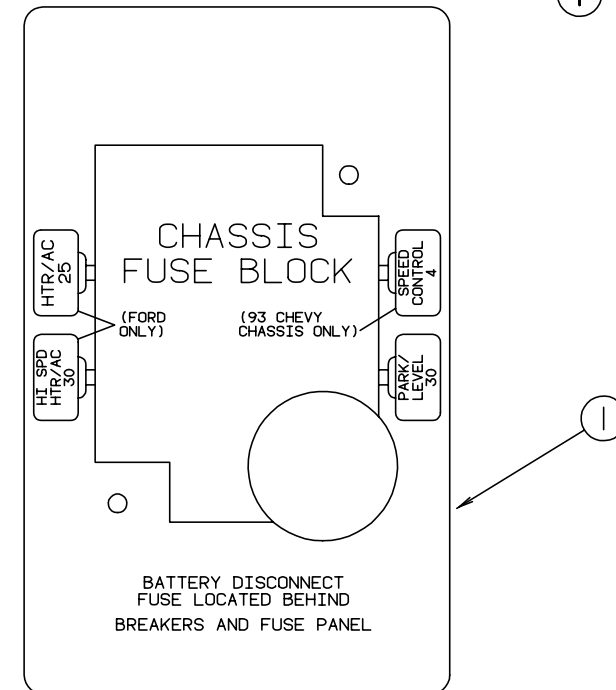 CHASSIS
FUSE BLOCK
HTR/AC
25
(FORD
ONLY)
HI SPD
HTR/AC
30
SPEED
CONTROL
4
(93 CHEVY
CHASSIS ONLY)
PARK/
LEVEL
30
1
BATTERY DISCONNECT
FUSE LOCATED BEHIND
BREAKERS AND FUSE PANEL